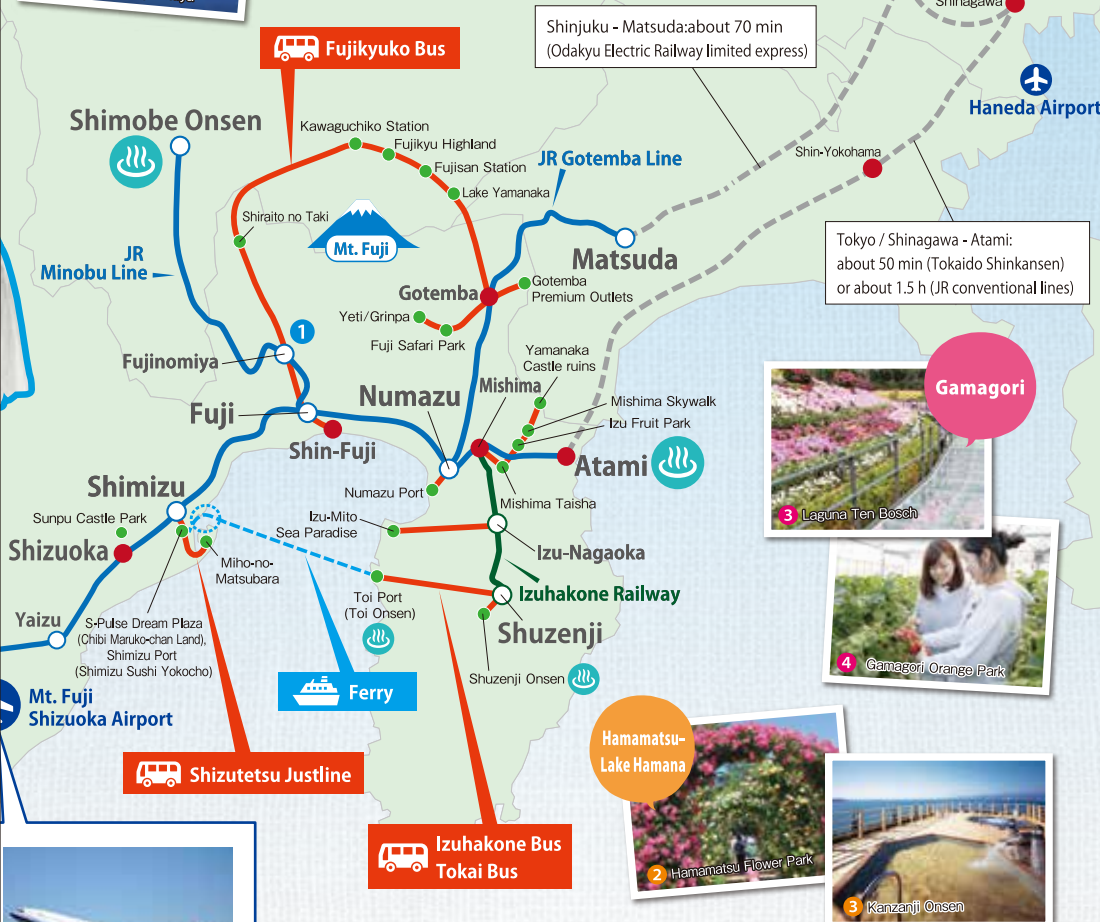 Shinagawa
Shinjuku - Matsuda:about 70 min
(Odakyu Electric Railway limited express)
Fujikyuko Bus
Haneda Airport
Shimobe Onsen
Kawaguchiko Station
Fujikyu Highland
Fujisan Station
Lake Yamanaka
JR Gotemba Line
Shin-Yokohama
Shiraito no Taki
Mt. Fuji
Matsuda
Tokyo / Shinagawa - Atami:
about 50 min (Tokaido Shinkansen)
or about 1.5 h (JR conventional lines)
JR
Minobu Line
Gotemba
Gotemba
Premium Outlets
Yeti/Grinpa
Fuji Safari Park
1
Fujinomiya
Yamanaka
Castle ruins
Numazu
Mishima
Mishima Skywalk
Izu Fruit Park
Fuji
Shin-Fuji
Atami
Gamagori
3 Laguna Ten Bosch
Shimizu
Numazu Port
Mishima Taisha
Sunpu Castle Park
Shizuoka
Izu-Mito
Sea Paradise
Izu-Nagaoka
Miho-no-
Matsubara
Toi Port
(Toi Onsen)
Izuhakone Railway
Yaizu
S-Pulse Dream Plaza
(Chibi Maruko-chan Land),
Shimizu Port
(Shimizu Sushi Yokocho)
Shuzenji
Shuzenji Onsen
4 Gamagori Orange Park
Mt. Fuji
Shizuoka Airport
Ferry
Hamamatsu-
Lake Hamana
Shizutetsu Justline
Izuhakone Bus
Tokai Bus
2 Hamamatsu Flower Park
3 Kanzanji Onsen